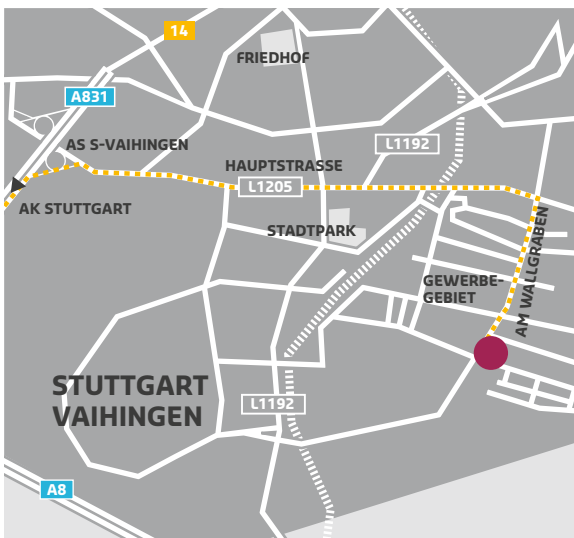 14
FRIEDHOF
A831
L1192
AS S-VAIHINGEN
HAUPTSTRASSE
L1205
AK STUTTGART
STADTPARK
AM WALLGRABEN
GEWERBE-
GEBIET
STUTTGART
VAIHINGEN
L1192
A8